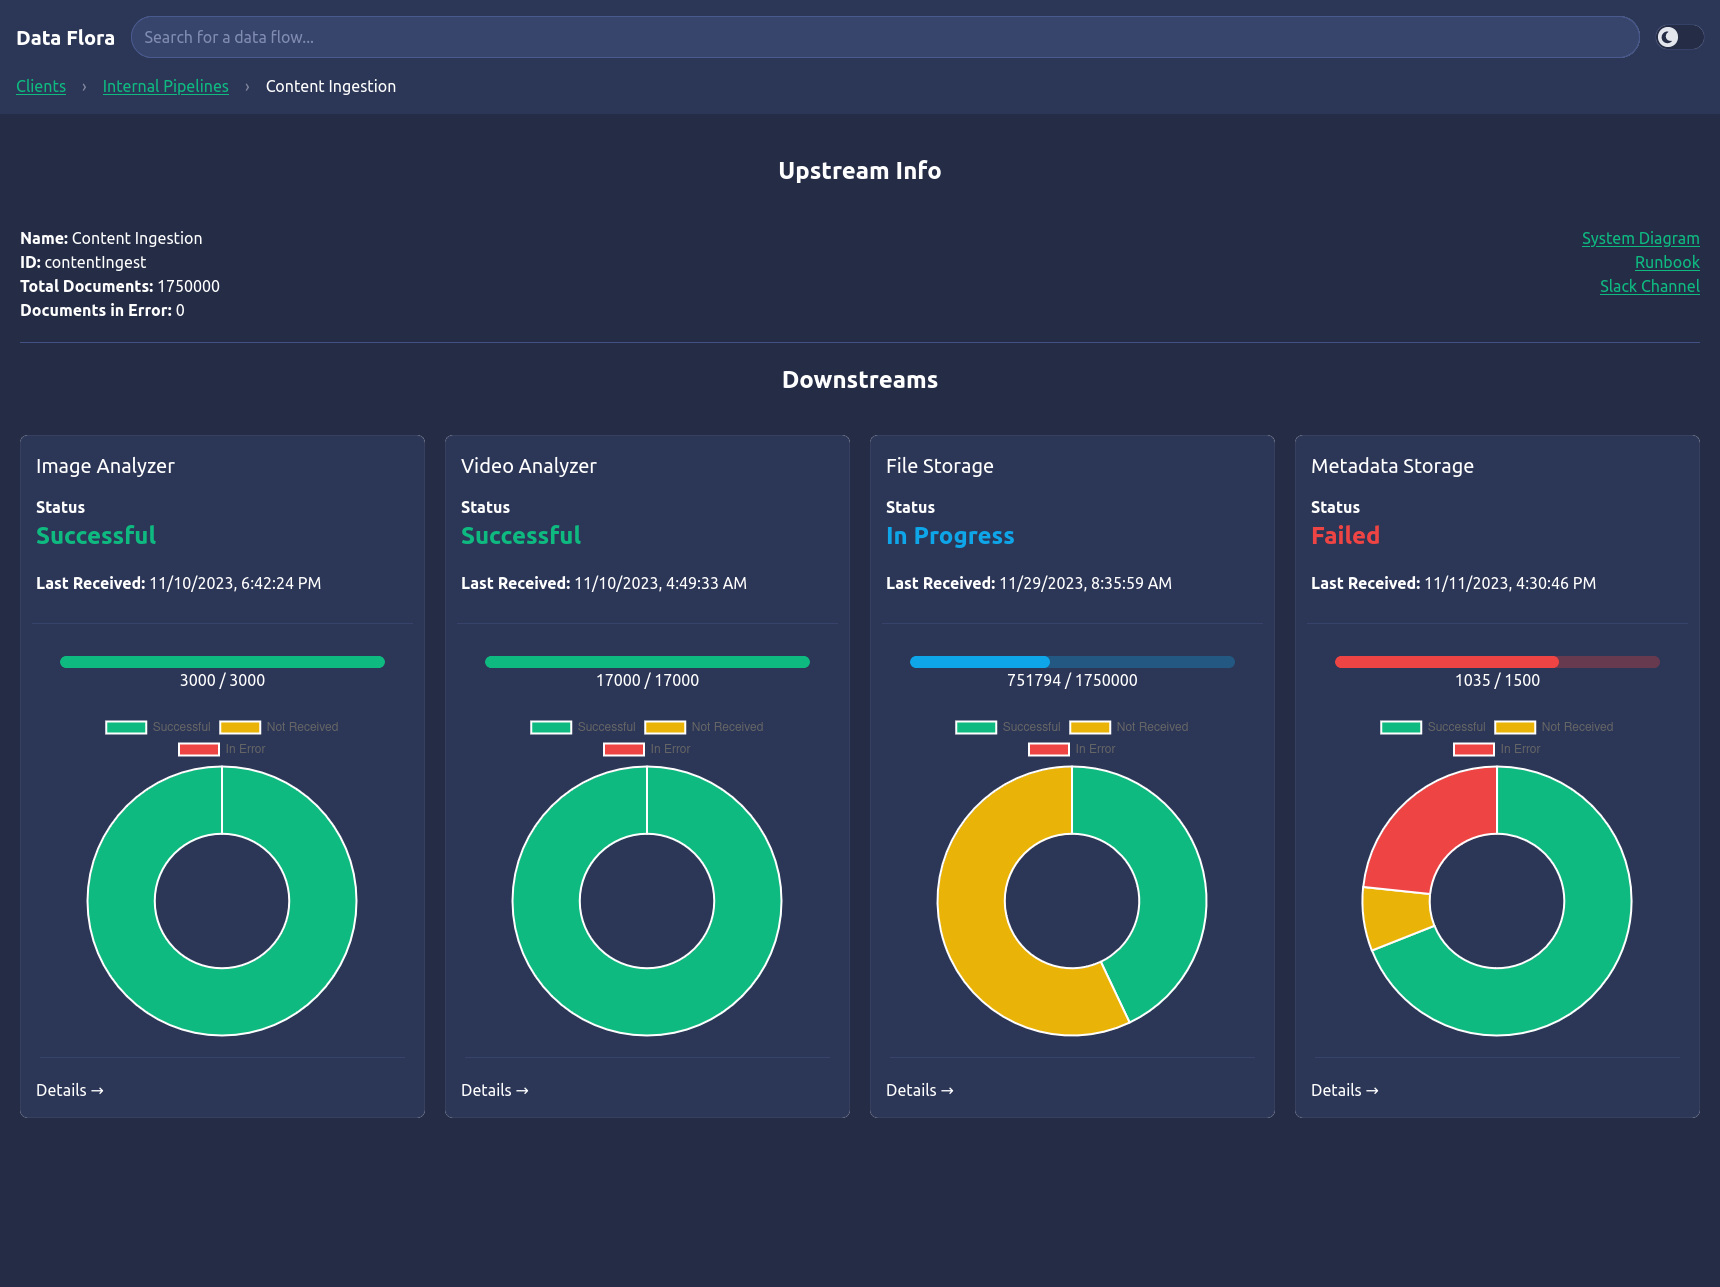 Data Flora
Search for a data flow...
Clients › Internal Pipelines › Content Ingestion
Upstream Info
Name: Content Ingestion
ID: contentIngest
Total Documents: 1750000
Documents in Error: 0
System Diagram
Runbook
Slack Channel
Downstreams
Image Analyzer
Status
Successful
Last Received: 11/10/2023, 6:42:24 PM
3000 / 3000
Successful Not Received
In Error
Details →
Video Analyzer
Status
Successful
Last Received: 11/10/2023, 4:49:33 AM
17000 / 17000
Successful Not Received
In Error
Details →
File Storage
Status
In Progress
Last Received: 11/29/2023, 8:35:59 AM
751794 / 1750000
Successful Not Received
In Error
Details →
Metadata Storage
Status
Failed
Last Received: 11/11/2023, 4:30:46 PM
1035 / 1500
Successful Not Received
In Error
Details →